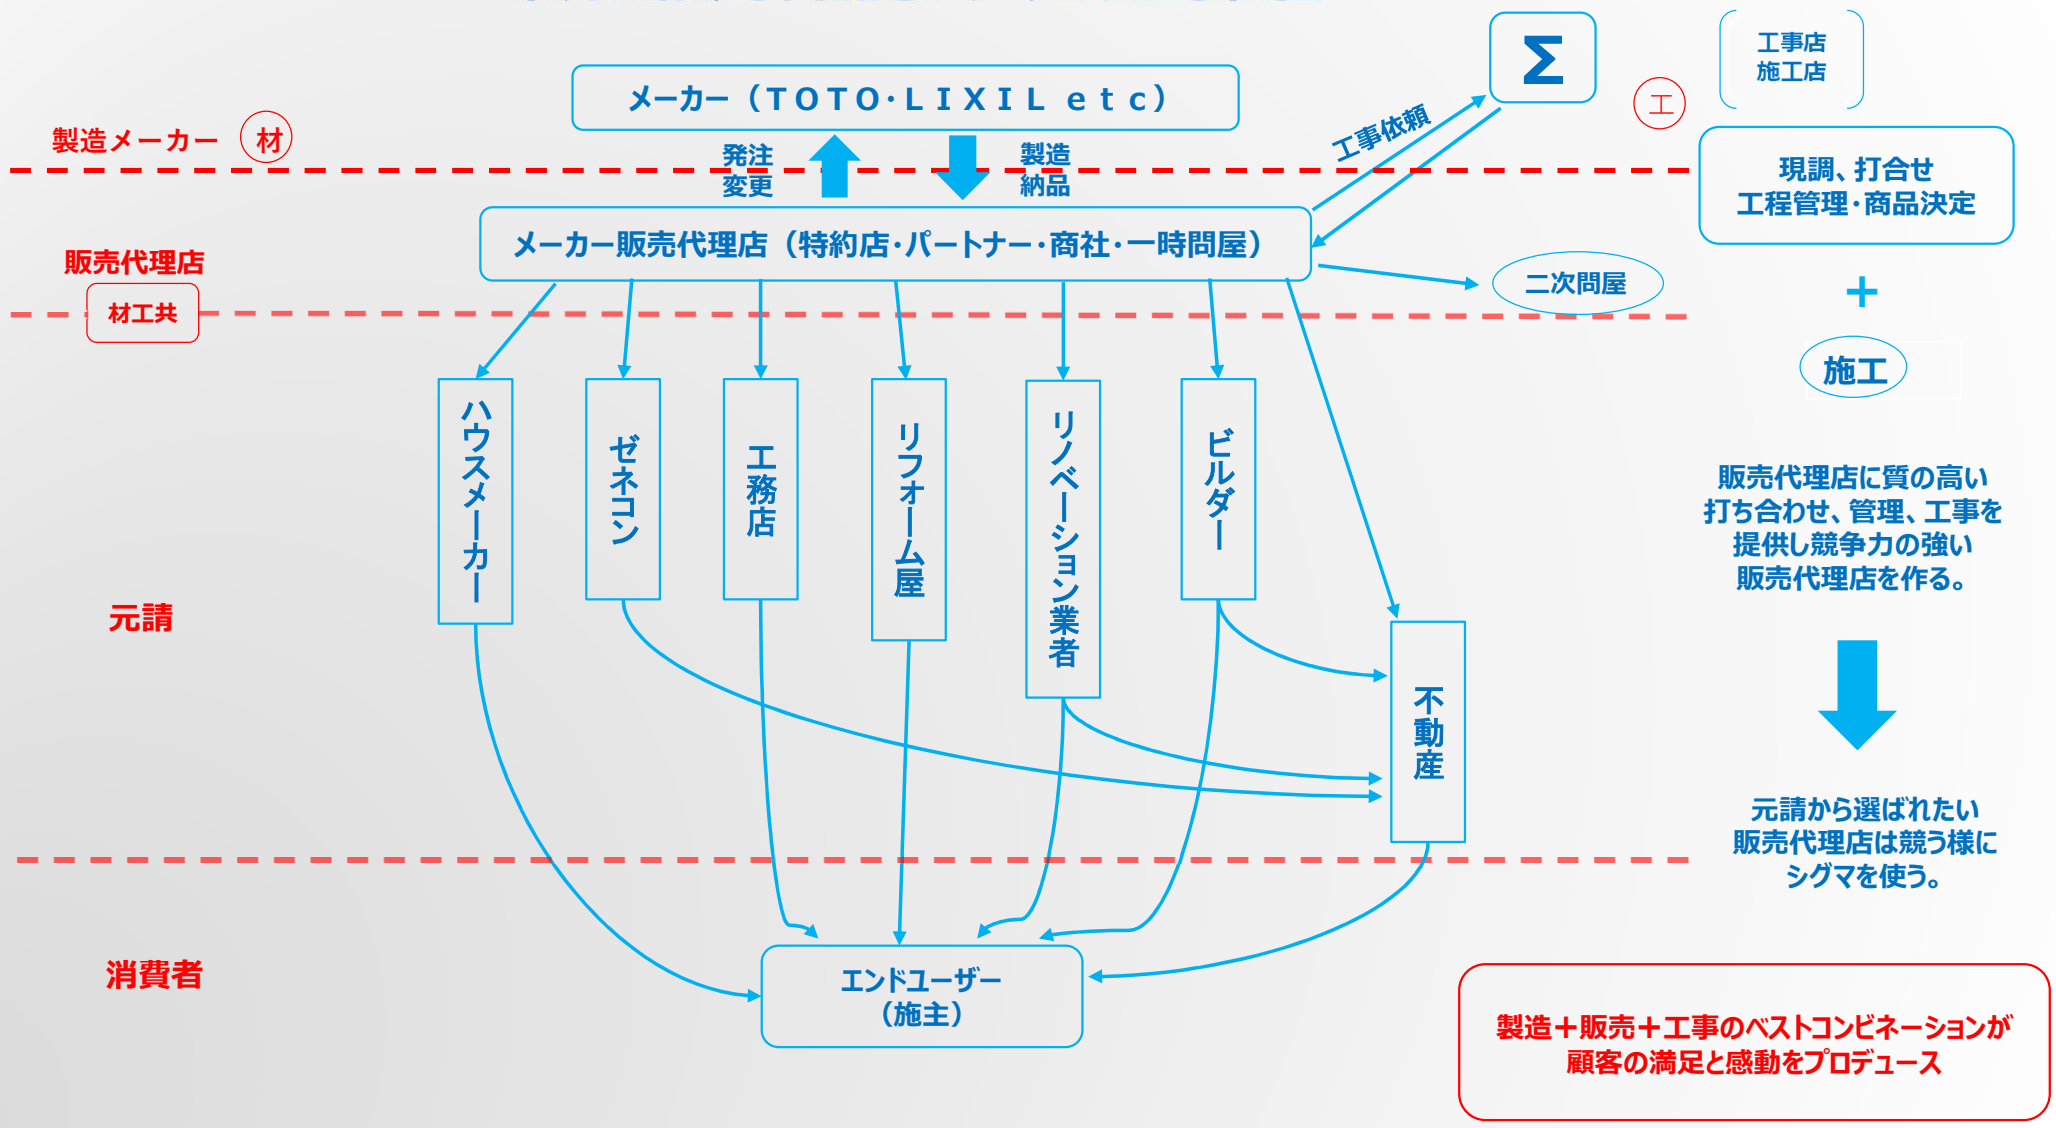 Σ
工事店
施工店
メーカー（ＴＯＴＯ・ＬＩＸＩＬ ｅｔｃ）
工
工事依頼
製造メーカー
材
発注
変更
製造
納品
現調、打合せ
工程管理・商品決定
メーカー販売代理店（特約店・パートナー・商社・一時問屋）
販売代理店
材工共
二次問屋
＋
施工
ハウスメーカー
ゼネコン
工務店
リフォーム屋
リノベーション業者
ビルダー
不動産
販売代理店に質の高い
打ち合わせ、管理、工事を
提供し競争力の強い
販売代理店を作る。
元請
元請から選ばれたい
販売代理店は競う様に
シグマを使う。
消費者
エンドユーザー
（施主）
製造＋販売＋工事のベストコンビネーションが
顧客の満足と感動をプロデュース